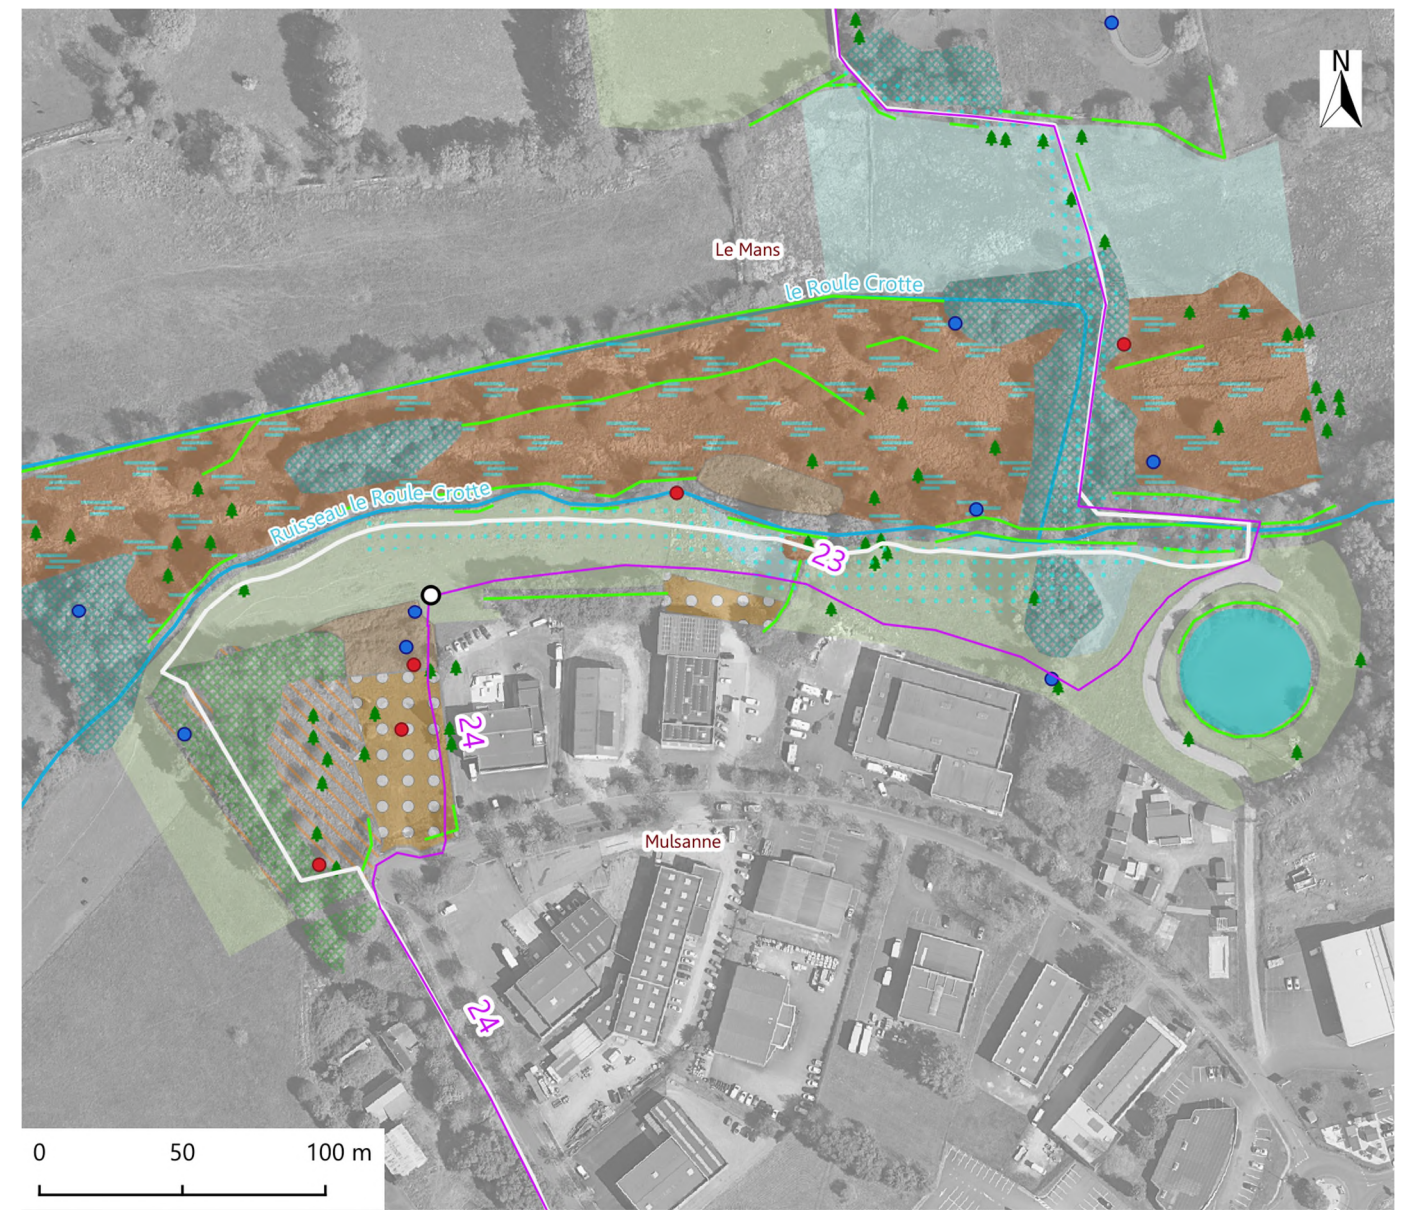 N
Le Mans
le Roule Crotte
Ruisseau le Roule-Crotte
23
24
Mulsanne
24
0 50 100 m